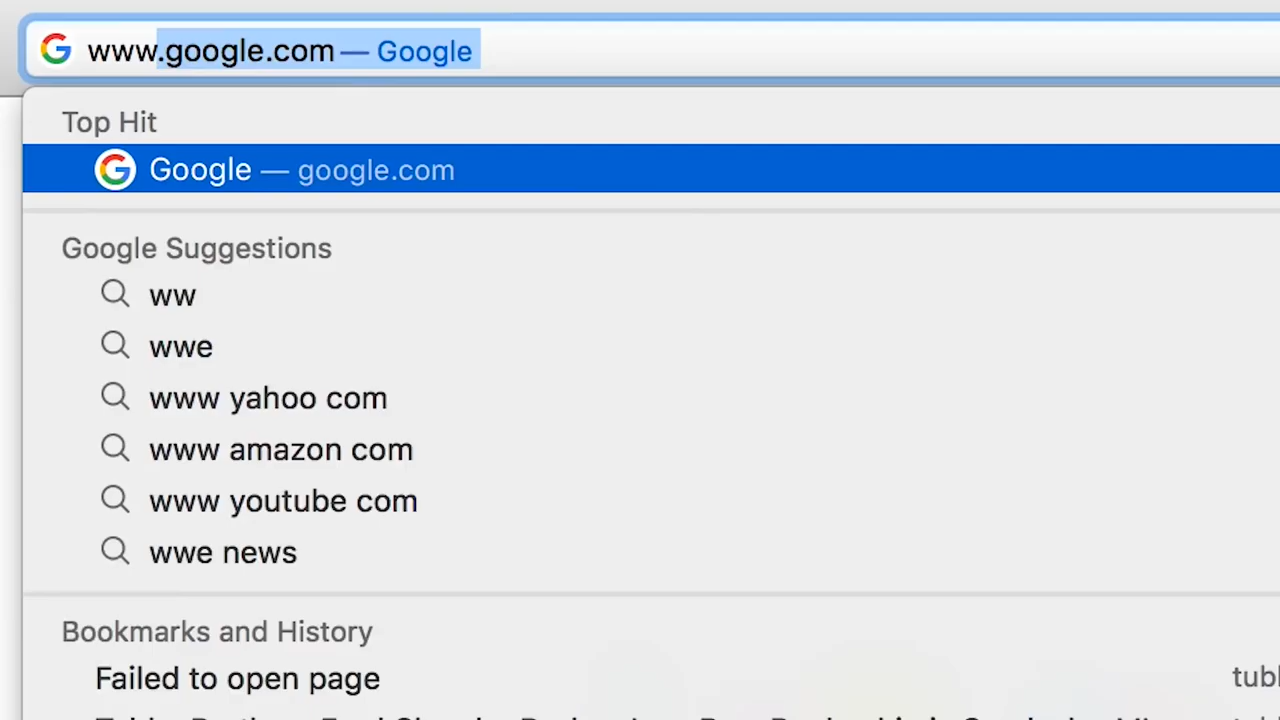 www.google.com — Google
Top Hit
Google — google.com
Google Suggestions
ww
wwe
www yahoo com
www amazon com
www youtube com
wwe news
Bookmarks and History
Failed to open page